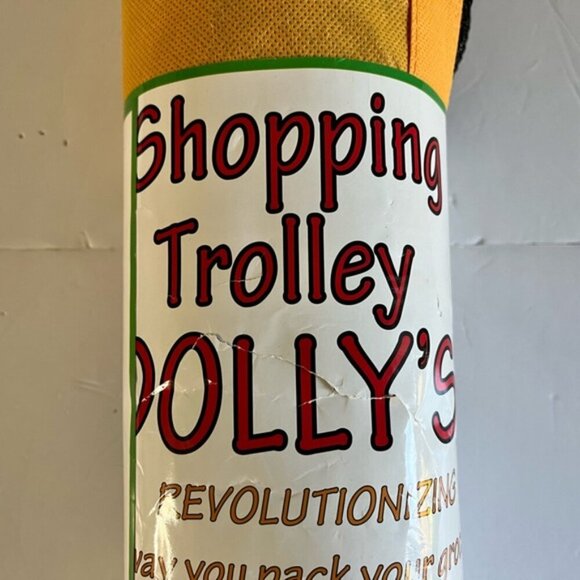 Shopping
Trolley
DOLLY'S
REVOLUTIONIZING
way you pack your